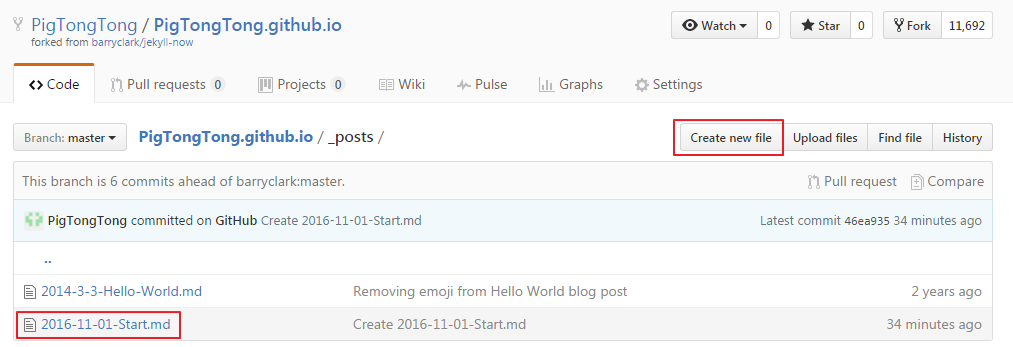 PigTongTong / PigTongTong.github.io Watch 0 Star 0 Fork 11,692
forked from barryclark/jekyll-now
Code Pull requests 0 Projects 0 Wiki Pulse Graphs Settings
Branch: master PigTongTong.github.io / _posts / Create new file Upload files Find file History
This branch is 6 commits ahead of barryclark:master. Pull request Compare
PigTongTong committed on GitHub Create 2016-11-01-Start.md Latest commit 46ea935 34 minutes ago
..
2014-3-3-Hello-World.md Removing emoji from Hello World blog post 2 years ago
2016-11-01-Start.md Create 2016-11-01-Start.md 34 minutes ago